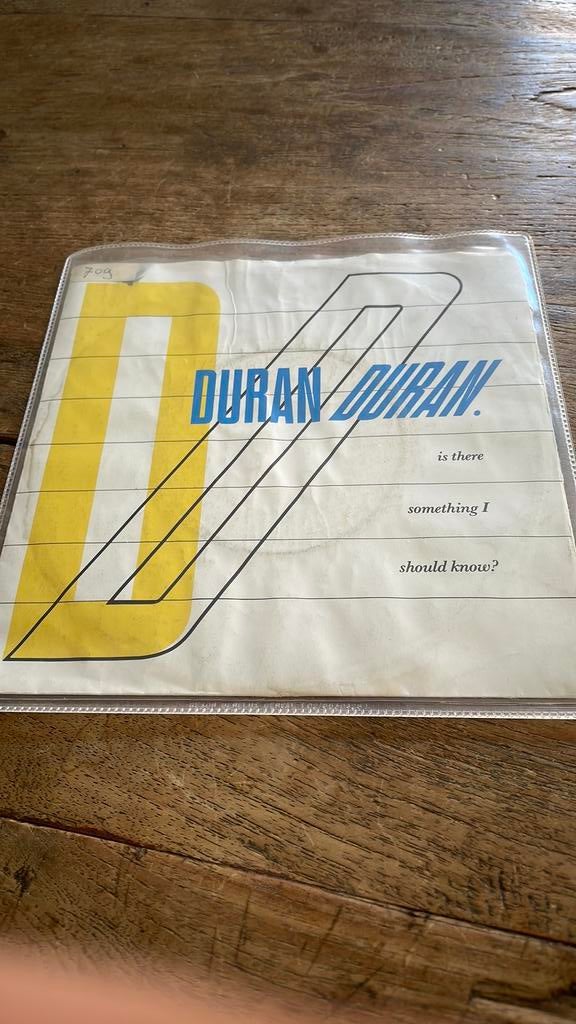 709
DURAN DURAN.
is there
something I
should know?